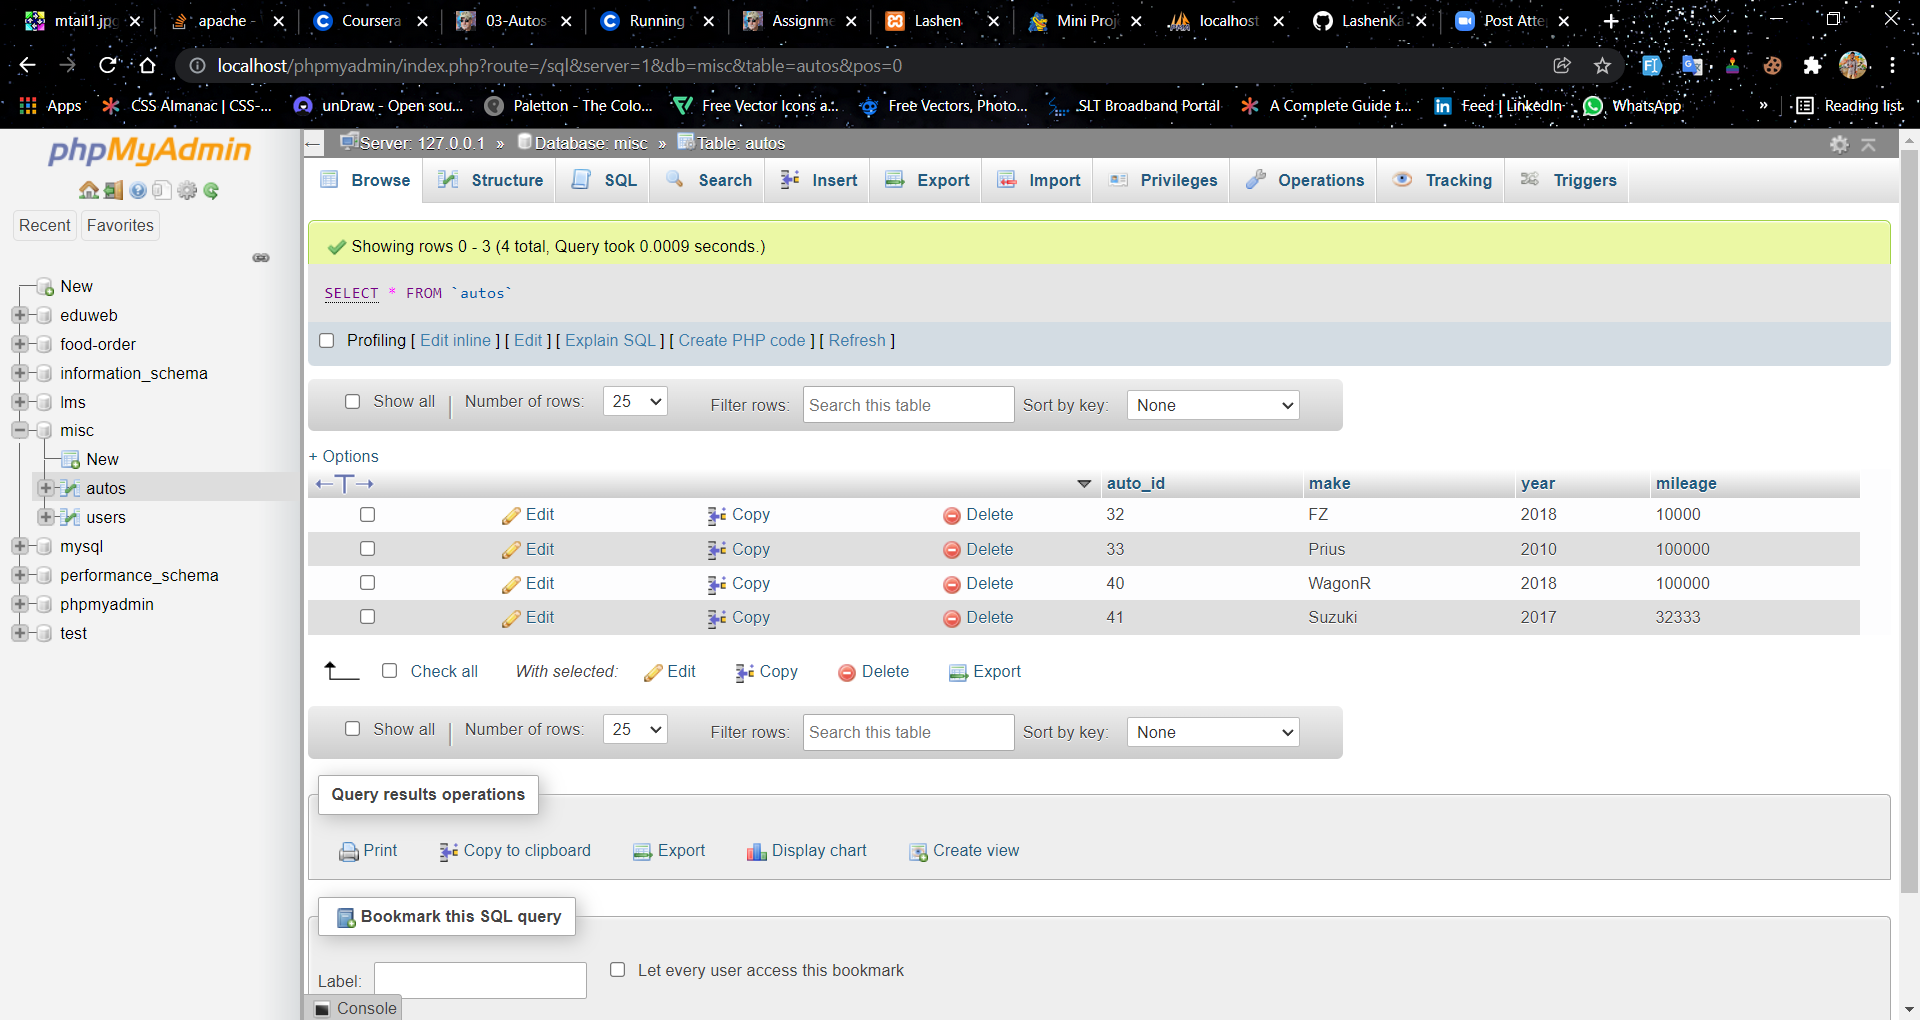 mtail1.jpg
apache -
Coursera
03-Autos
Running
Assignme
Lashen
Mini Proj
localhost
LashenKa
Post Atte
localhost/phpmyadmin/index.php?route=/sql&server=1&db=misc&table=autos&pos=0
Apps
CSS Almanac | CSS-...
unDraw - Open sou...
Paletton - The Colo...
Free Vector Icons a...
Free Vectors, Photo...
SLT Broadband Portal
A Complete Guide t...
Feed | LinkedIn
WhatsApp
»
Reading list
phpMyAdmin
Recent
Favorites
New
eduweb
food-order
information_schema
lms
misc
New
autos
users
mysql
performance_schema
phpmyadmin
test
Server: 127.0.0.1 » Database: misc » Table: autos
Browse
Structure
SQL
Search
Insert
Export
Import
Privileges
Operations
Tracking
Triggers
Showing rows 0 - 3 (4 total, Query took 0.0009 seconds.)
SELECT * FROM `autos`
Profiling [ Edit inline ] [ Edit ] [ Explain SQL ] [ Create PHP code ] [ Refresh ]
Show all | Number of rows: 25 Filter rows: Search this table Sort by key: None
+ Options
←T→ auto_id make year mileage
Edit Copy Delete 32 FZ 2018 10000
Edit Copy Delete 33 Prius 2010 100000
Edit Copy Delete 40 WagonR 2018 100000
Edit Copy Delete 41 Suzuki 2017 32333
Check all With selected: Edit Copy Delete Export
Show all | Number of rows: 25 Filter rows: Search this table Sort by key: None
Query results operations
Print Copy to clipboard Export Display chart Create view
Bookmark this SQL query
Label: Let every user access this bookmark
Console